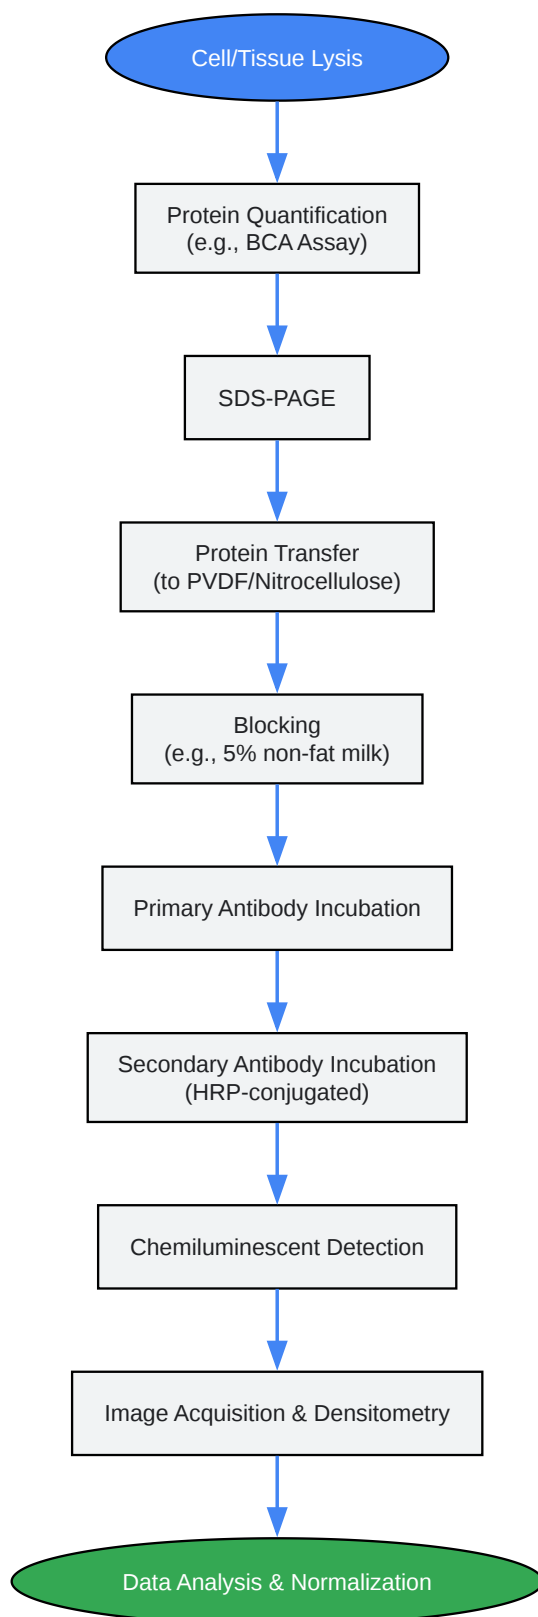 Cell/Tissue Lysis
Protein Quantification
(e.g., BCA Assay)
SDS-PAGE
Protein Transfer
(to PVDF/Nitrocellulose)
Blocking
(e.g., 5% non-fat milk)
Primary Antibody Incubation
Secondary Antibody Incubation
(HRP-conjugated)
Chemiluminescent Detection
Image Acquisition & Densitometry
Data Analysis & Normalization